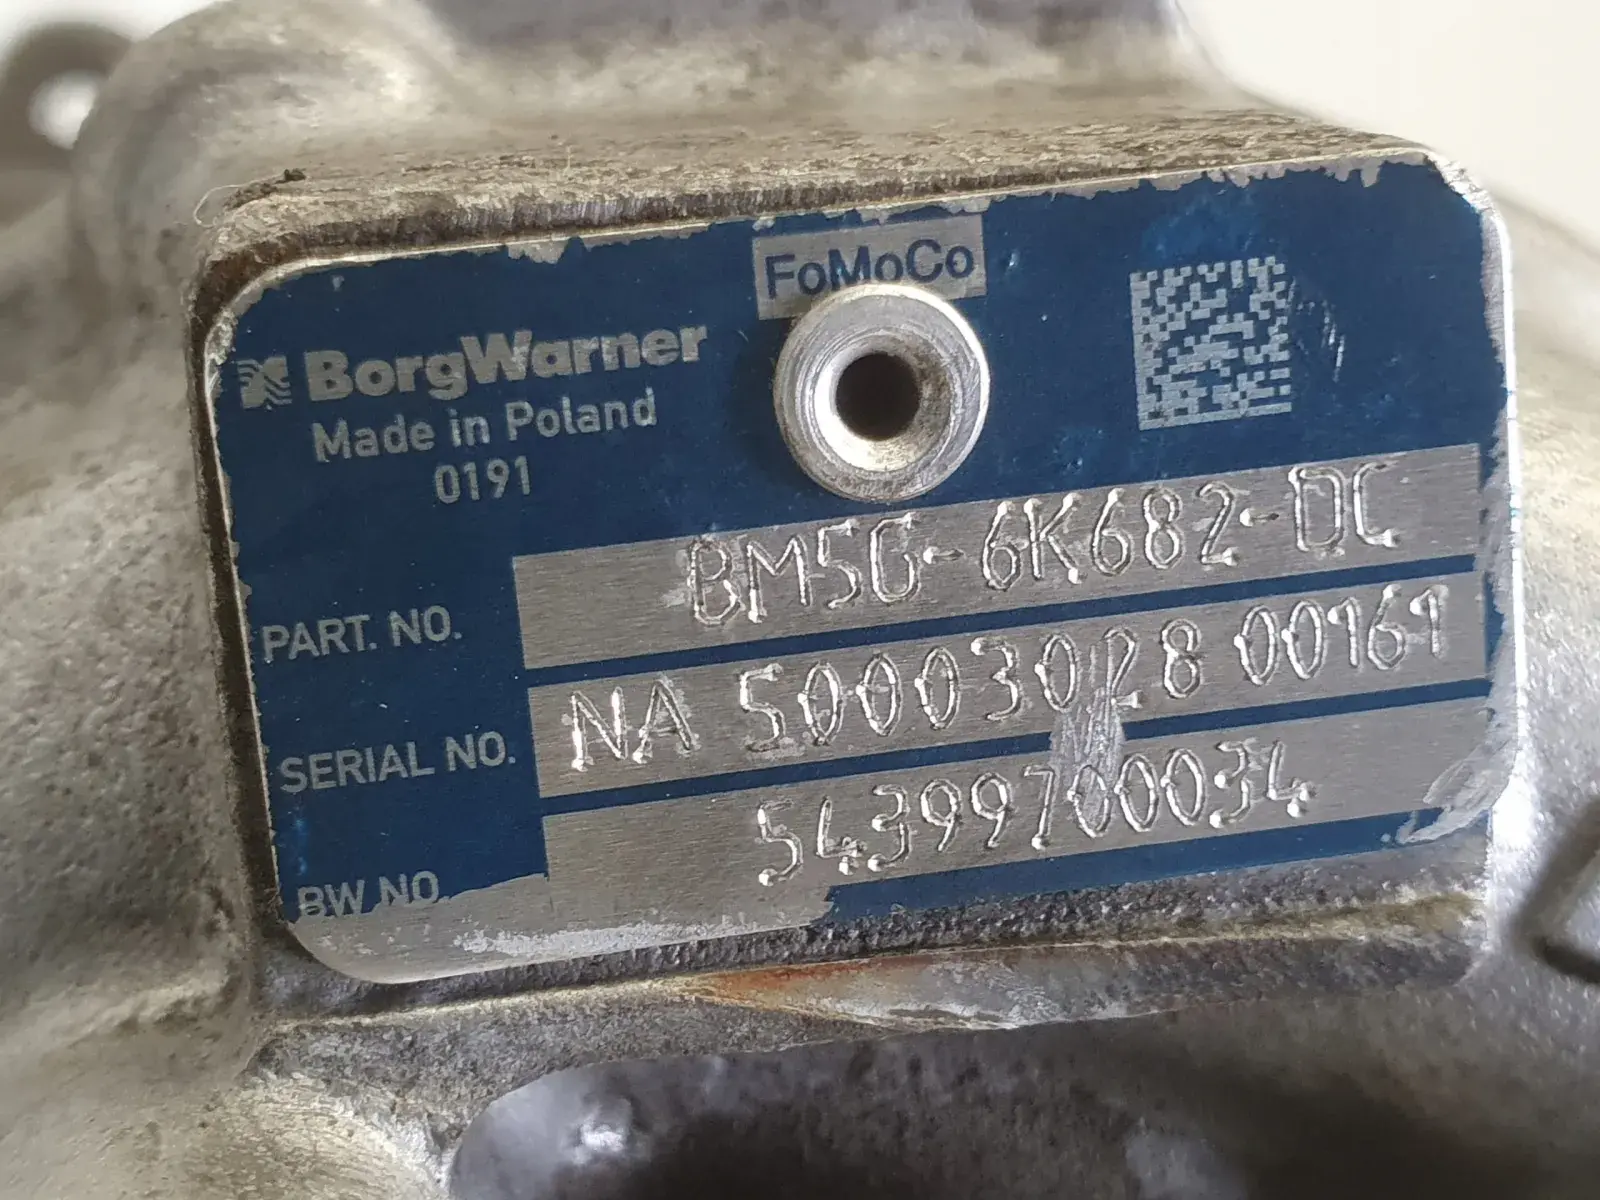 FoMoCo
BorgWarner
Made in Poland
0191
PART. NO. BM5G-6K682-DC
SERIAL NO. NA 50003028 00161
BW NO. 54399700034